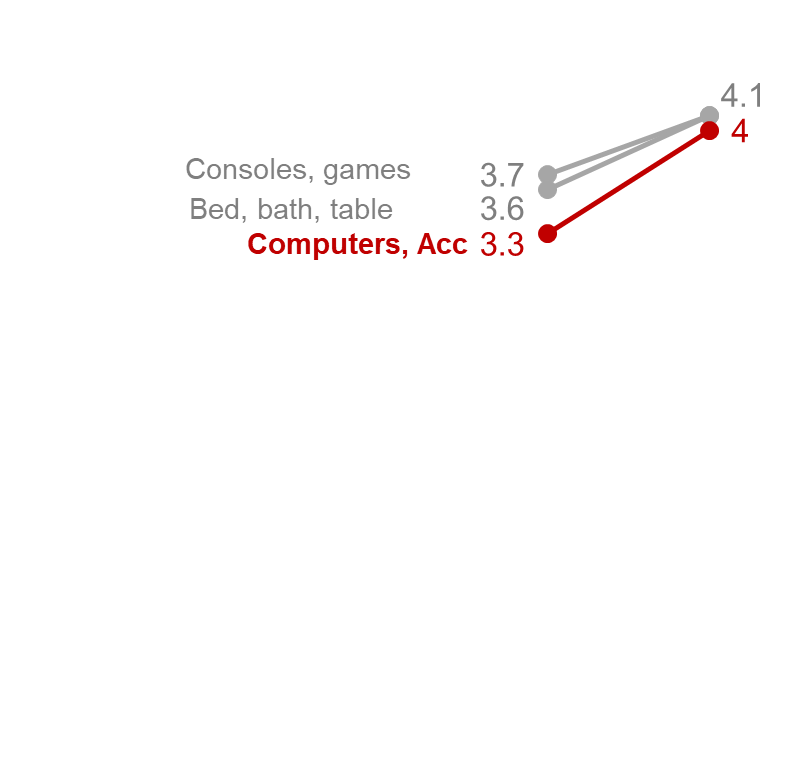 4.1
4
Consoles, games 3.7
Bed, bath, table 3.6
Computers, Acc 3.3